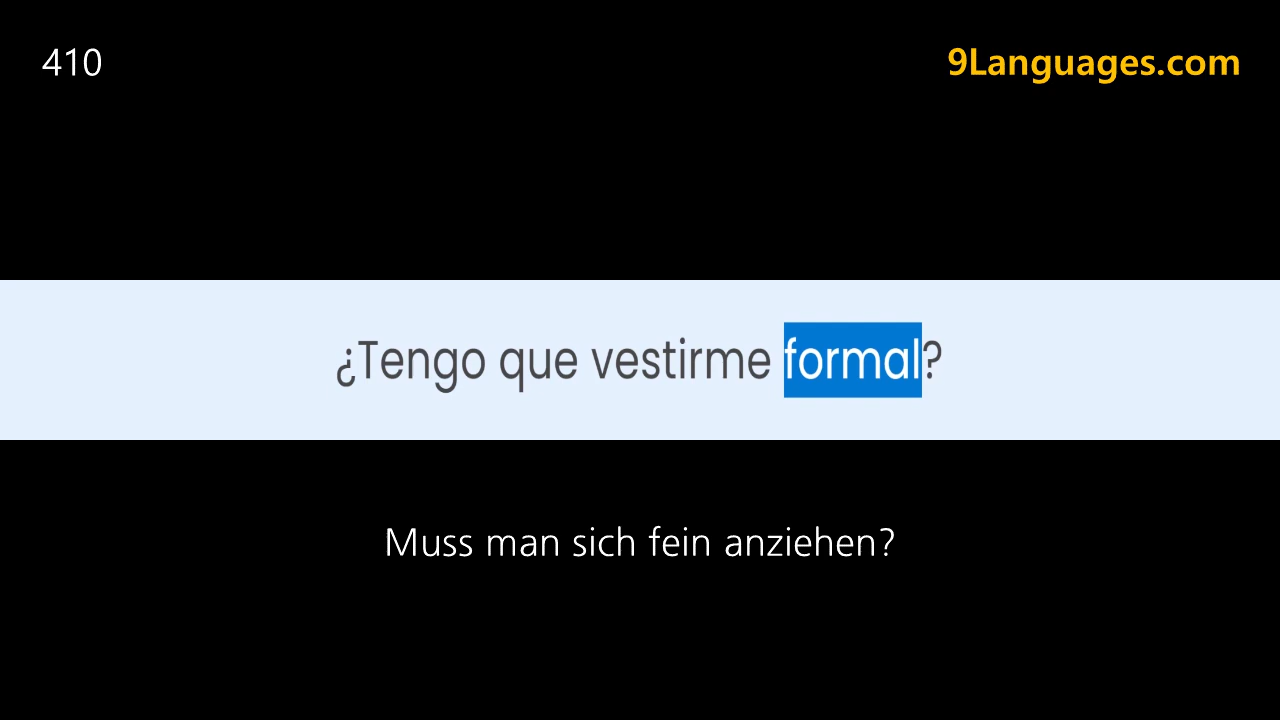 410
9Languages.com
¿Tengo que vestirme formal?
Muss man sich fein anziehen?